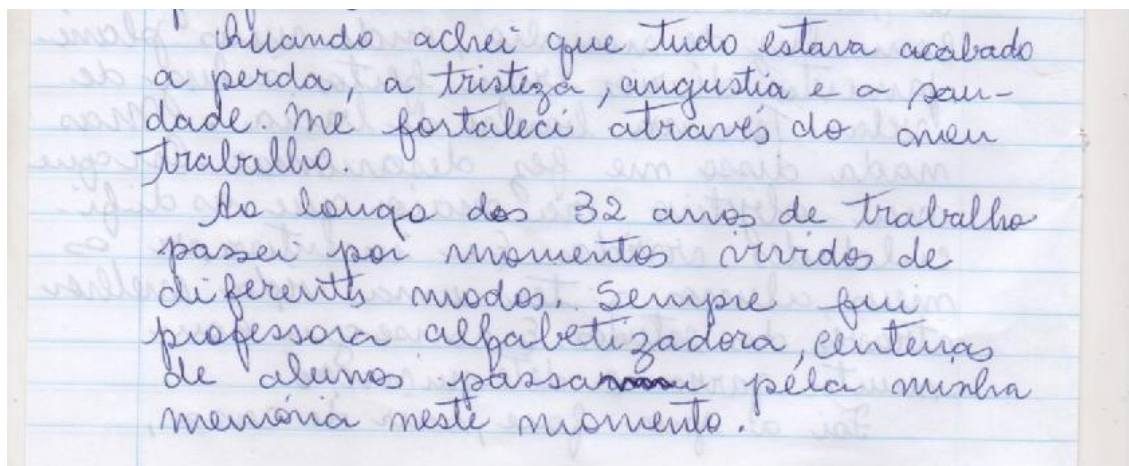 Quando achei que tudo estava acabado
a perda, a tristeza, angustia e a sau-
dade. Me fortaleci através do meu
trabalho.
Ao longo dos 32 anos de trabalho
passei por momentos vividos de
diferents modos. Sempre fui
professora alfabetizadora, centenas
de alunos passam pela minha
memória neste momento.